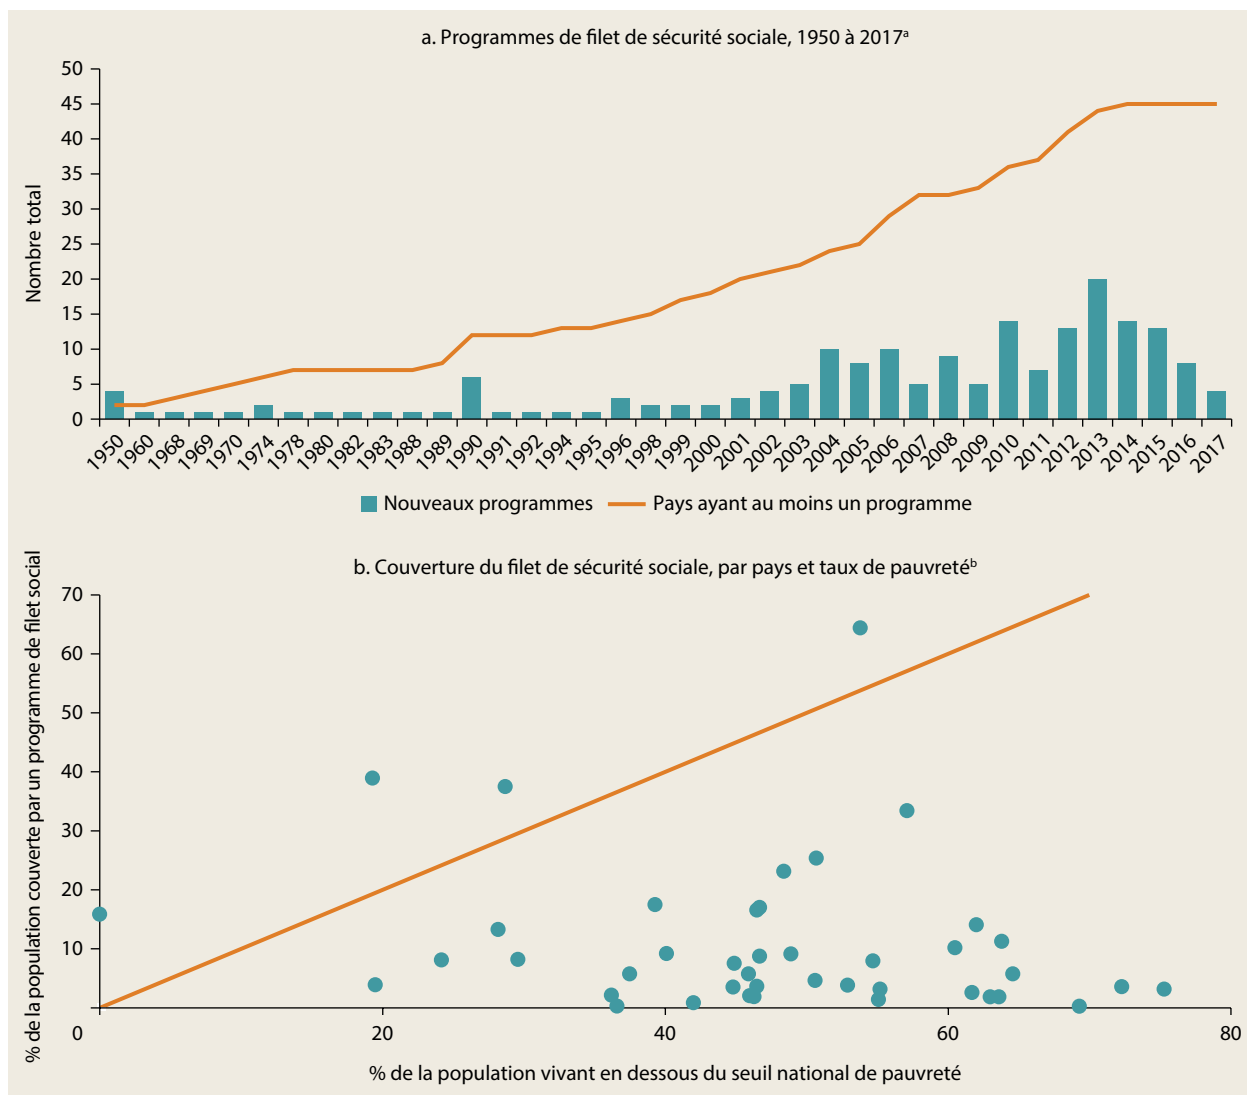 a. Programmes de filet de sécurité sociale, 1950 à 2017ᵃ
Nombre total
50
45
40
35
30
25
20
15
10
5
0
1950 1960 1968 1969 1970 1974 1978 1980 1982 1983 1988 1989 1990 1991 1992 1994 1995 1996 1998 1999 2000 2001 2002 2003 2004 2005 2006 2007 2008 2009 2010 2011 2012 2013 2014 2015 2016 2017
Nouveaux programmes Pays ayant au moins un programme
b. Couverture du filet de sécurité sociale, par pays et taux de pauvretéᵇ
% de la population couverte par un programme de filet social
70
60
50
40
30
20
10
0 20 40 60 80
% de la population vivant en dessous du seuil national de pauvreté